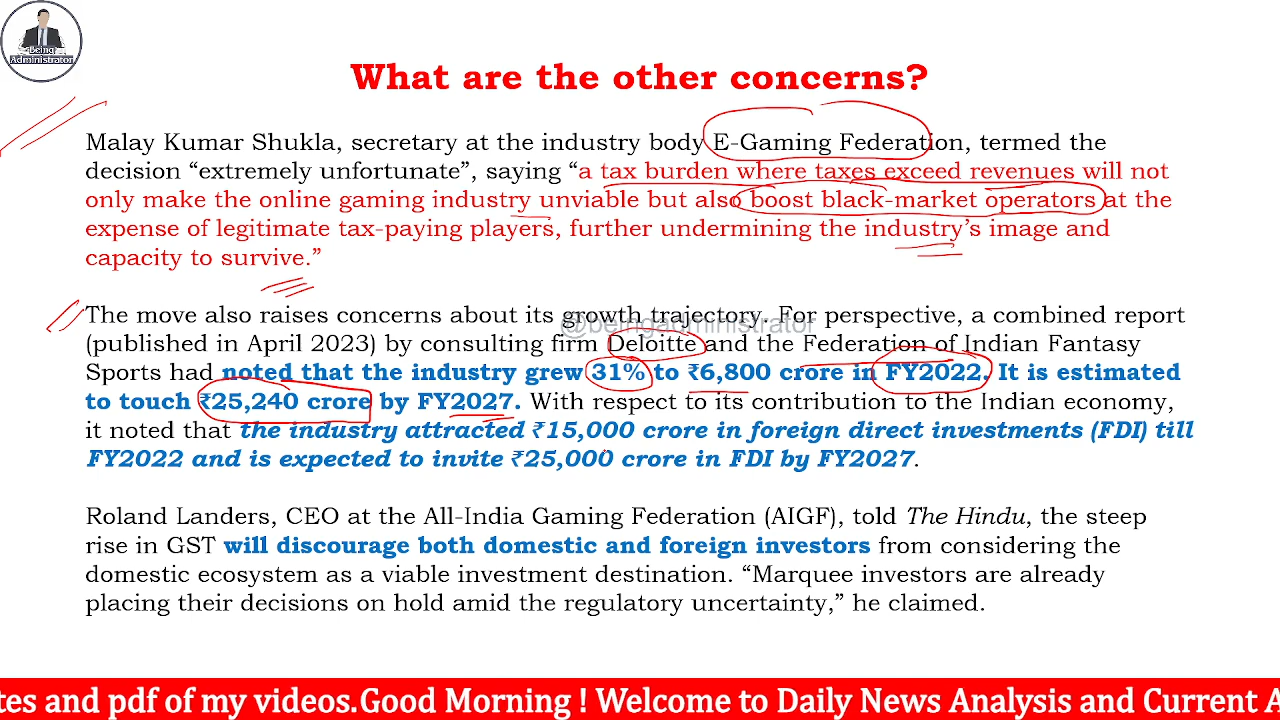 Being
Administrator
What are the other concerns?
Malay Kumar Shukla, secretary at the industry body E-Gaming Federation, termed the
decision “extremely unfortunate”, saying “a tax burden where taxes exceed revenues will not
only make the online gaming industry unviable but also boost black-market operators at the
expense of legitimate tax-paying players, further undermining the industry’s image and
capacity to survive.”
The move also raises concerns about its growth trajectory. For perspective, a combined report
@beingadministrator
(published in April 2023) by consulting firm Deloitte and the Federation of Indian Fantasy
Sports had noted that the industry grew 31% to ₹6,800 crore in FY2022. It is estimated
to touch ₹25,240 crore by FY2027. With respect to its contribution to the Indian economy,
it noted that the industry attracted ₹15,000 crore in foreign direct investments (FDI) till
FY2022 and is expected to invite ₹25,000 crore in FDI by FY2027.
Roland Landers, CEO at the All-India Gaming Federation (AIGF), told The Hindu, the steep
rise in GST will discourage both domestic and foreign investors from considering the
domestic ecosystem as a viable investment destination. “Marquee investors are already
placing their decisions on hold amid the regulatory uncertainty,” he claimed.
tes and pdf of my videos.Good Morning ! Welcome to Daily News Analysis and Current A